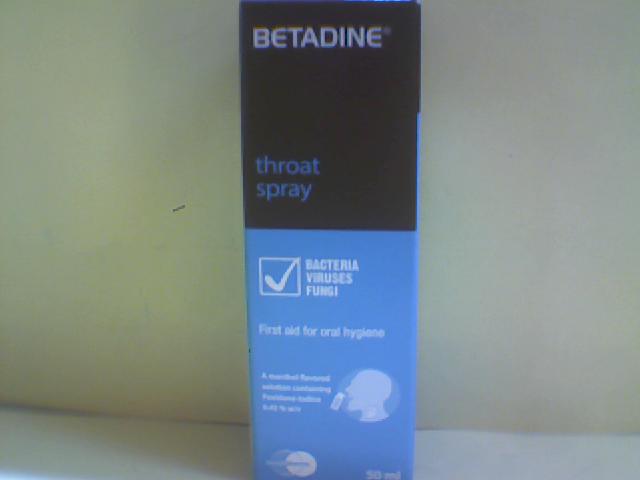 BETADINE®
throat
spray
BACTERIA
VIRUSES
FUNGI
First aid for oral hygiene
A menthol flavored
solution containing
Povidone-Iodine
0.45 % w/v
50 ml